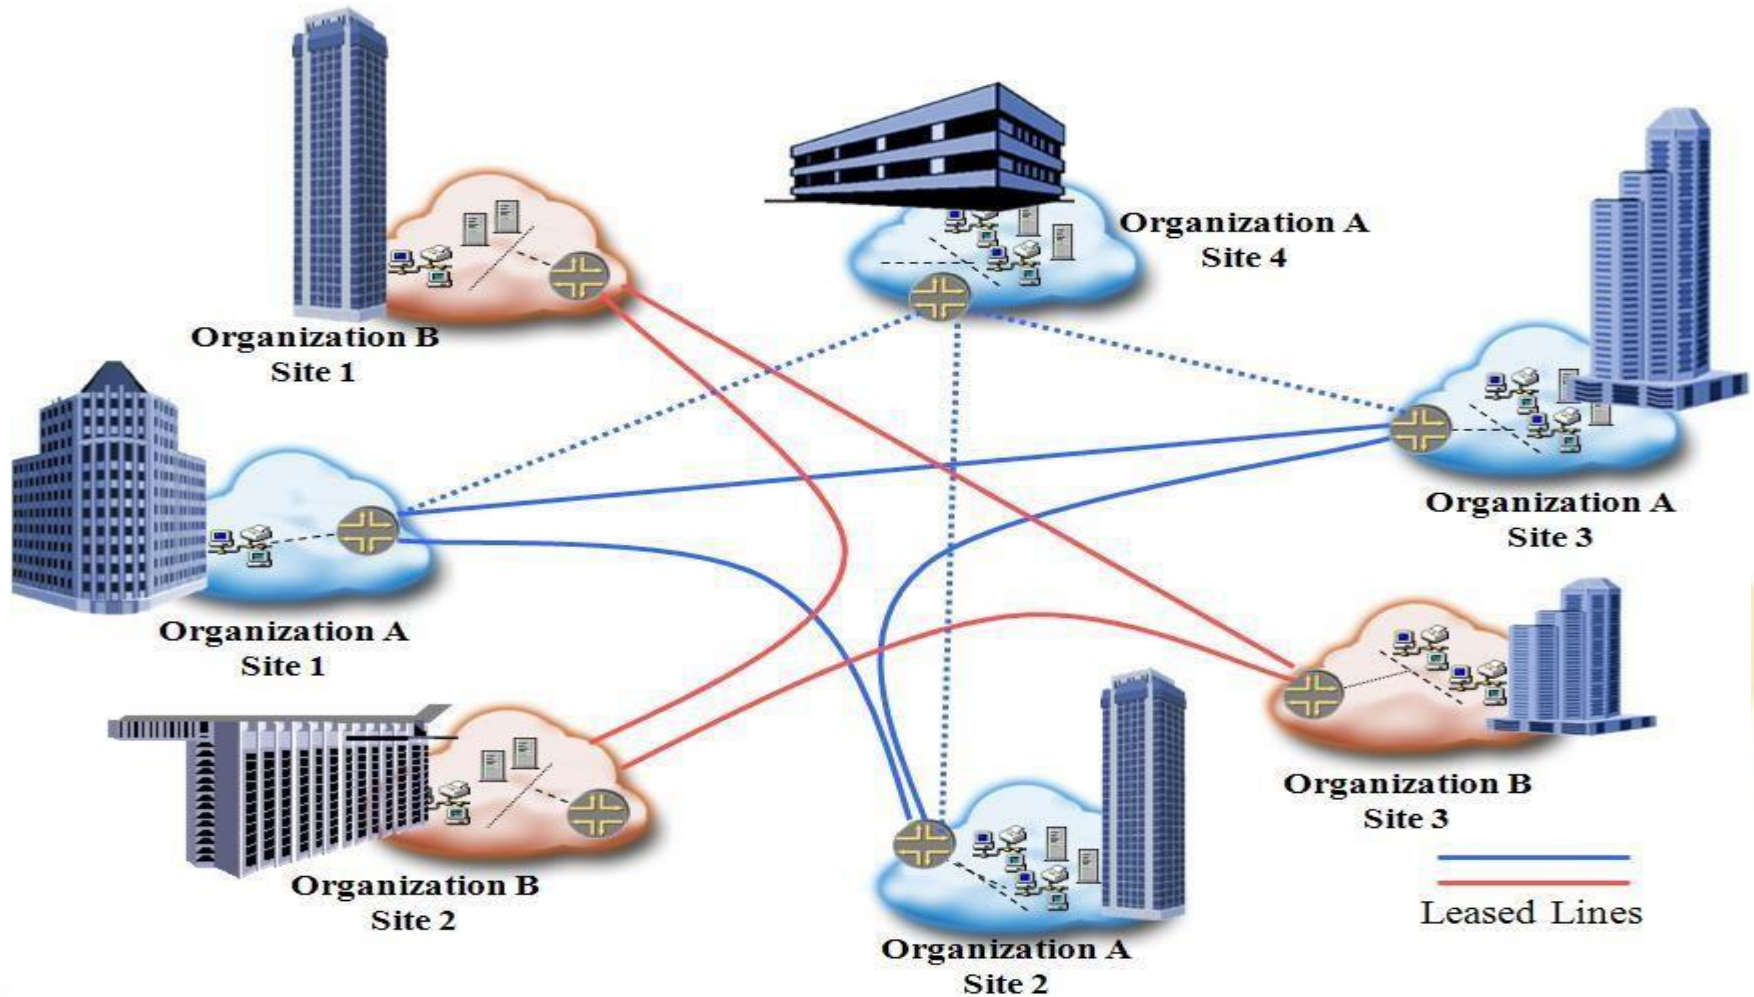 Organization A
Site 4
Organization B
Site 1
Organization A
Site 3
Organization A
Site 1
Organization B
Site 3
Organization B
Site 2
Leased Lines
Organization A
Site 2